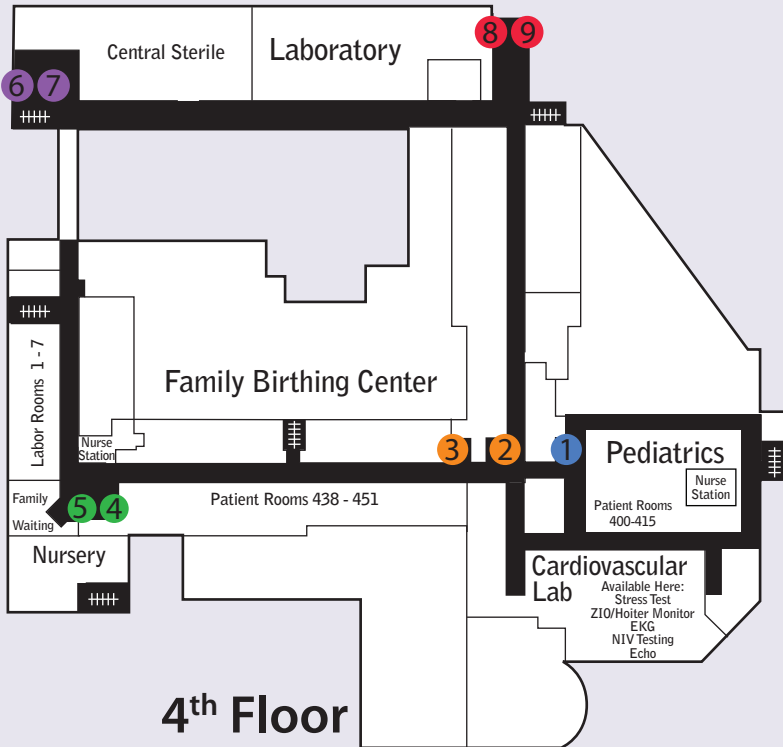 8 9
Central Sterile
Laboratory
6 7
Labor Rooms 1 - 7
Family Birthing Center
Nurse
Station
3
2
1
Pediatrics
Nurse
Station
Patient Rooms
400-415
Family
Waiting
5 4
Patient Rooms 438 - 451
Nursery
Cardiovascular
Lab
Available Here:
Stress Test
ZIO/Hoiter Monitor
EKG
NIV Testing
Echo
4th Floor